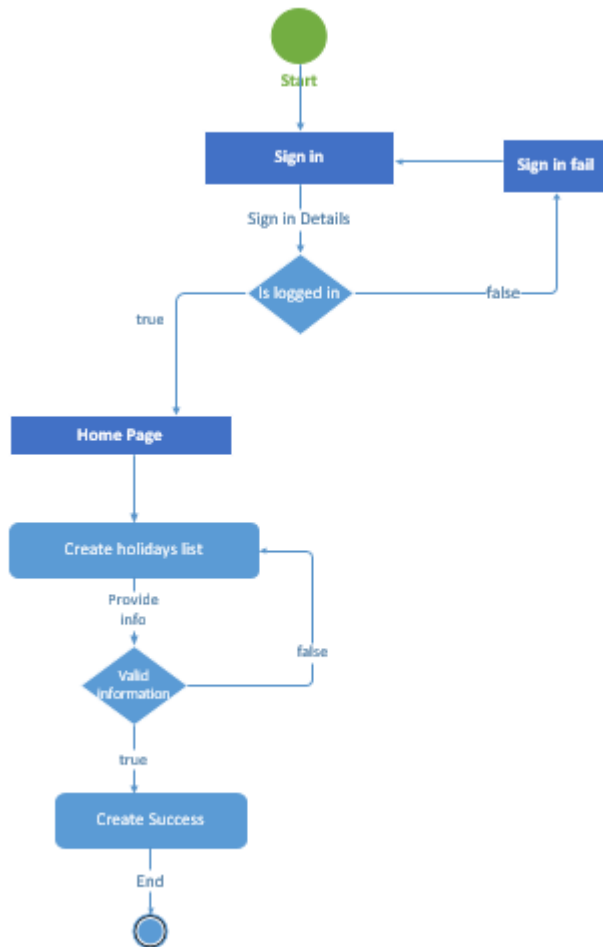 Start
Sign in
Sign in fail
Sign in Details
Is logged in
false
true
Home Page
Create holidays list
Provide
info
false
Valid
information
true
Create Success
End